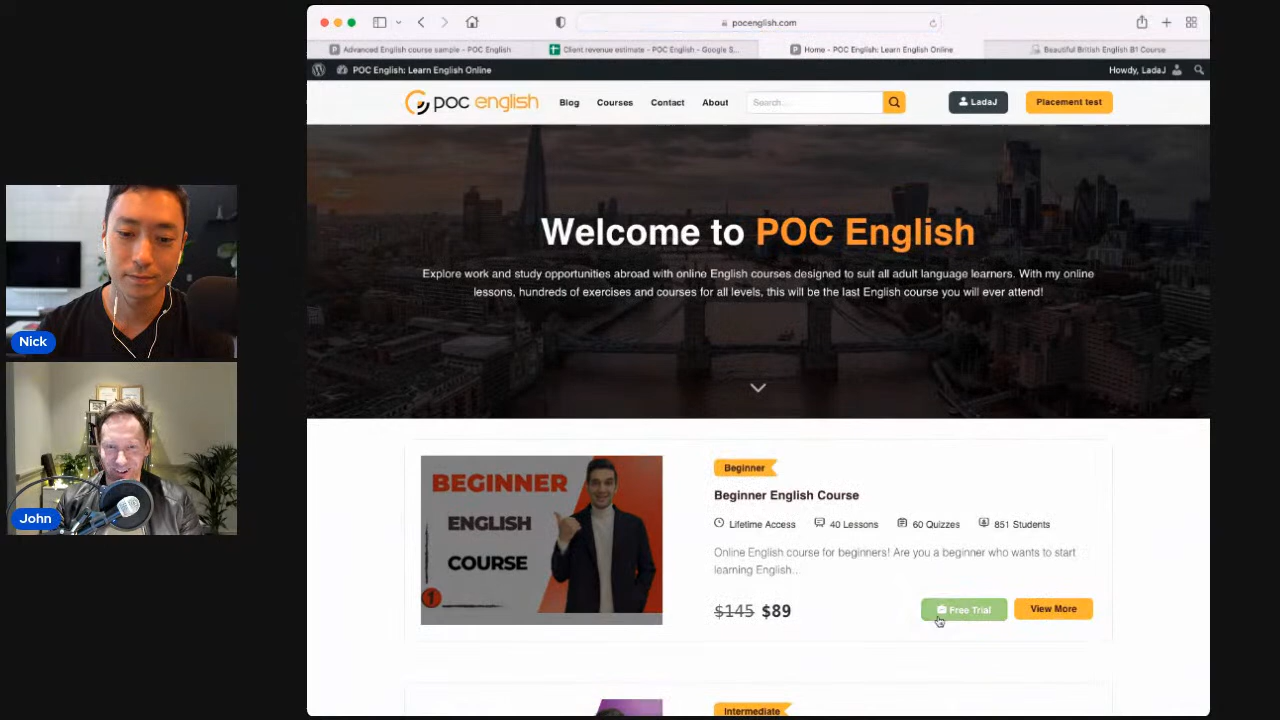 pocenglish.com
Advanced English course sample - POC English
Client revenue estimate - POC English - Google S...
Home - POC English: Learn English Online
Beautiful British English B1 Course
POC English: Learn English Online
Howdy, LadaJ
poc english
Blog
Courses
Contact
About
Search...
LadaJ
Placement test
Welcome to POC English
Explore work and study opportunities abroad with online English courses designed to suit all adult language learners. With my online
lessons, hundreds of exercises and courses for all levels, this will be the last English course you will ever attend!
Nick
John
BEGINNER
ENGLISH
COURSE
1
Beginner
Beginner English Course
Lifetime Access
40 Lessons
60 Quizzes
851 Students
Online English course for beginners! Are you a beginner who wants to start
learning English..
$145 $89
Free Trial
View More
Intermediate